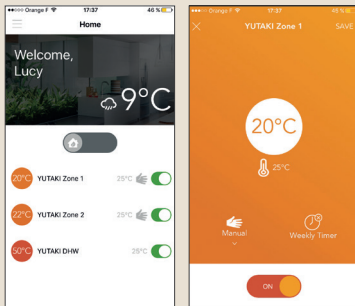 Orange F 17:37 46 %
Home
Welcome,
Lucy
9°C
20°C YUTAKI Zone 1 25°C
22°C YUTAKI Zone 2 25°C
50°C YUTAKI DHW 25°C
Orange F 17:37 45 %
YUTAKI Zone 1 SAVE
20°C
25°C
Manual Weekly Timer
ON